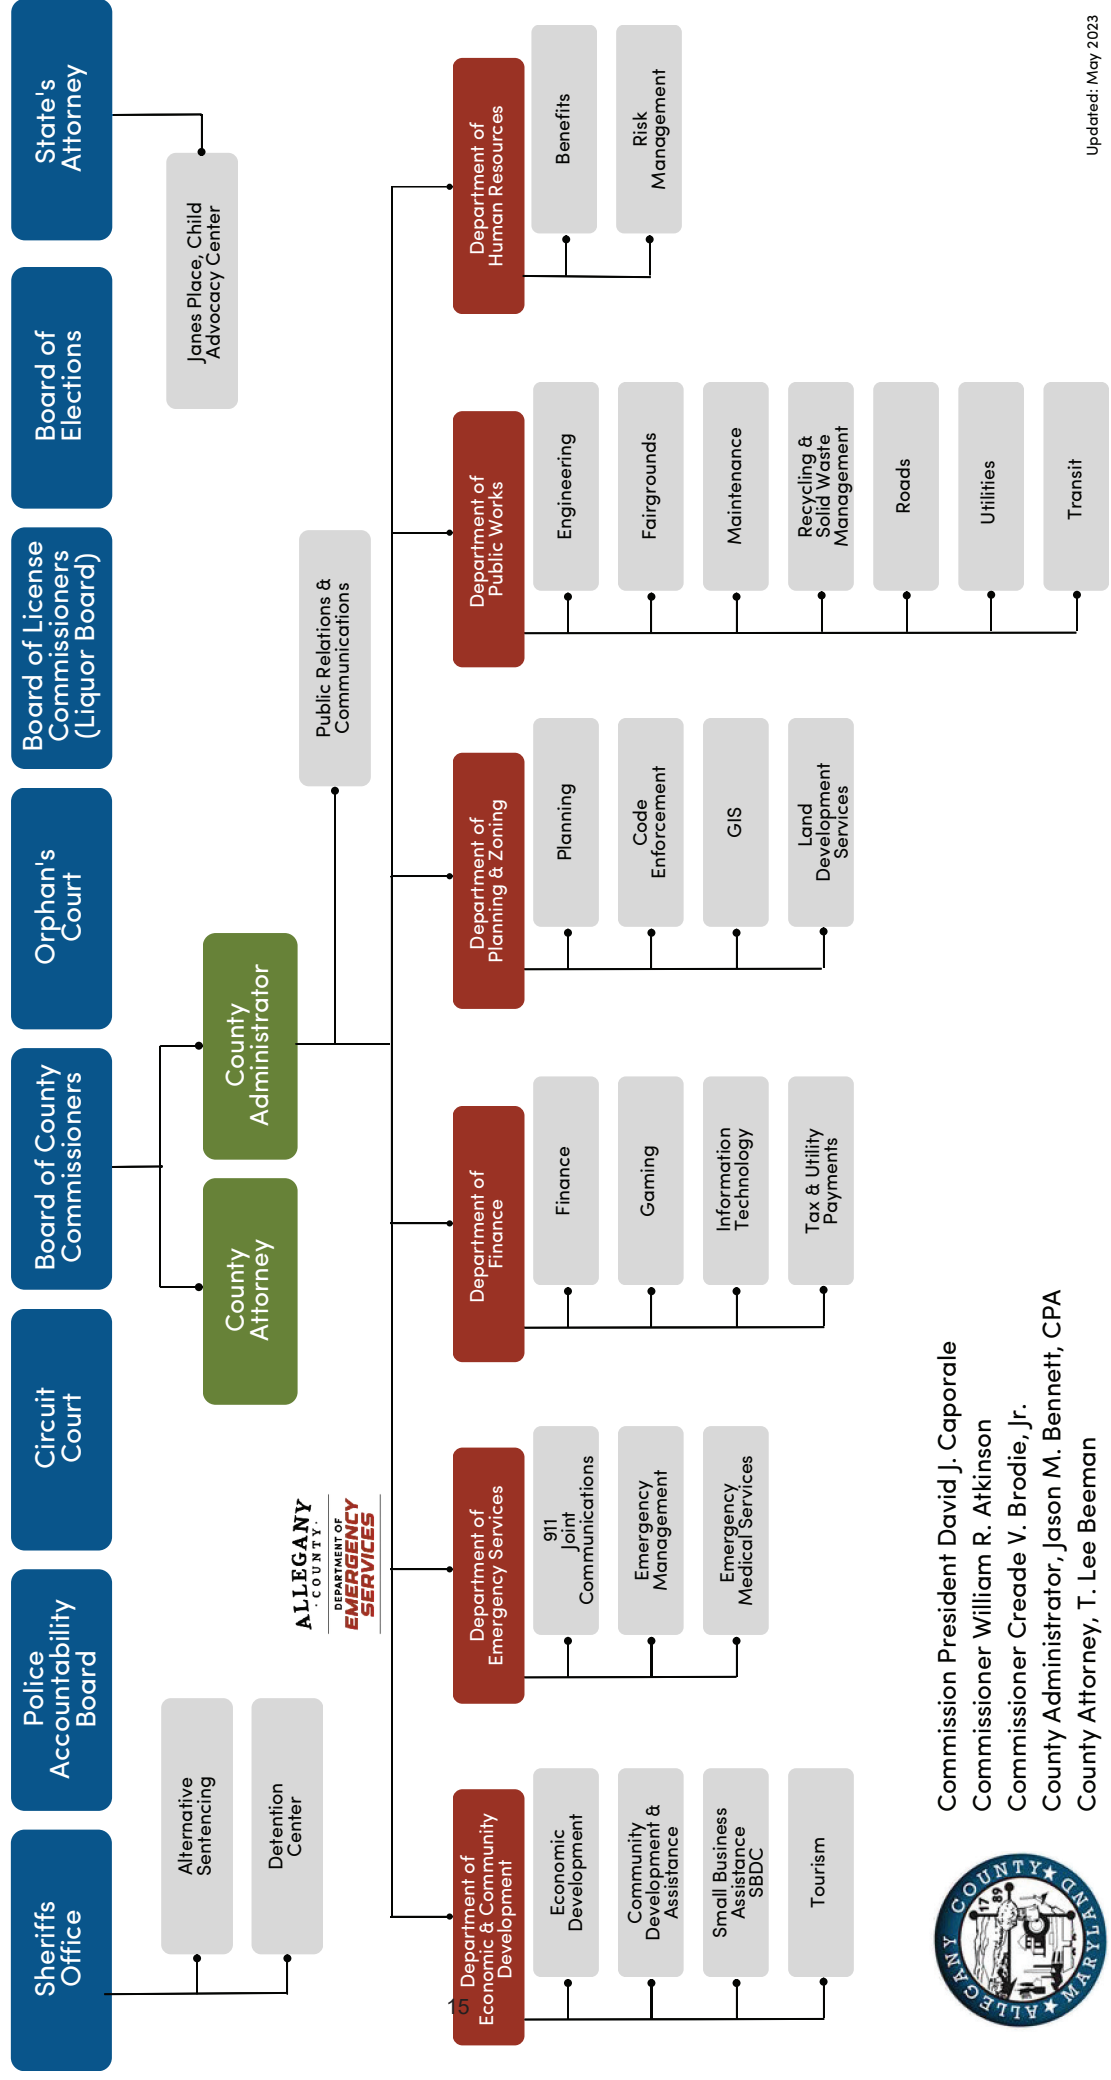 Sheriffs
Office
Police
Accountability
Board
Circuit
Court
Board of County
Commissioners
Orphan's
Court
Board of License
Commissioners
(Liquor Board)
Board of
Elections
State's
Attorney
Alternative
Sentencing
Detention
Center
County
Attorney
County
Administrator
Janes Place, Child
Advocacy Center
Public Relations &
Communications
ALLEGANY
· COUNTY ·
DEPARTMENT OF
EMERGENCY
SERVICES
Department of
Economic & Community
Development
Economic
Development
Community
Development &
Assistance
Small Business
Assistance
SBDC
Tourism
Department of
Emergency Services
911
Joint
Communications
Emergency
Management
Emergency
Medical Services
Department of
Finance
Finance
Gaming
Information
Technology
Tax & Utility
Payments
Department of
Planning & Zoning
Planning
Code
Enforcement
GIS
Land
Development
Services
Department of
Public Works
Engineering
Fairgrounds
Maintenance
Recycling &
Solid Waste
Management
Roads
Utilities
Transit
Department of
Human Resources
Benefits
Risk
Management
ALLEGANY COUNTY
MARYLAND
17 89
Commission President David J. Caporale
Commissioner William R. Atkinson
Commissioner Creade V. Brodie, Jr.
County Administrator, Jason M. Bennett, CPA
County Attorney, T. Lee Beeman
Updated: May 2023
15